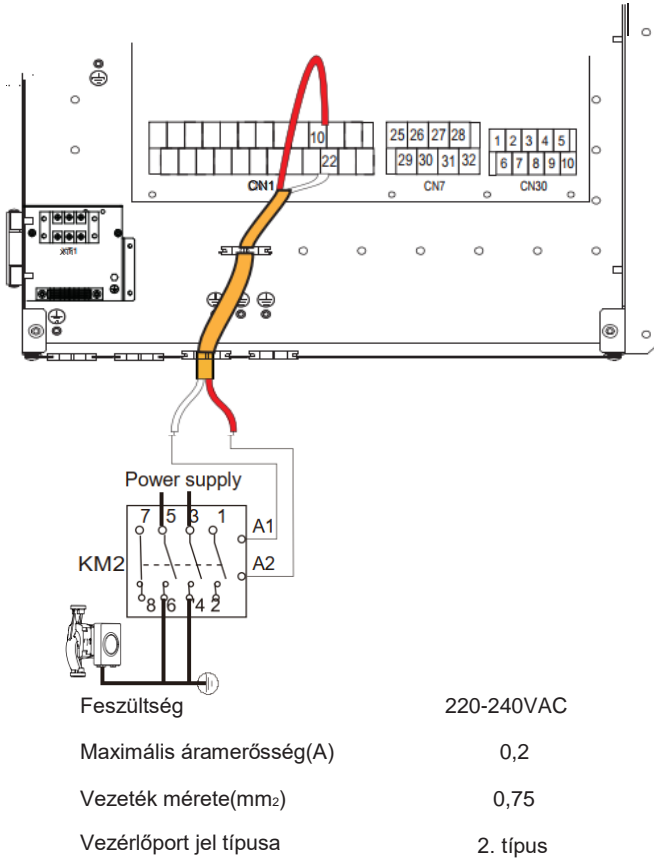 10
22
25 26 27 28
29 30 31 32
1 2 3 4 5
6 7 8 9 10
CN1
CN7
CN30
Power supply
7 5 3 1
A1
KM2
A2
8 6 4 2
Feszültség 220-240VAC
Maximális áramerősség(A) 0,2
Vezeték mérete(mm2) 0,75
Vezérlőport jel típusa 2. típus